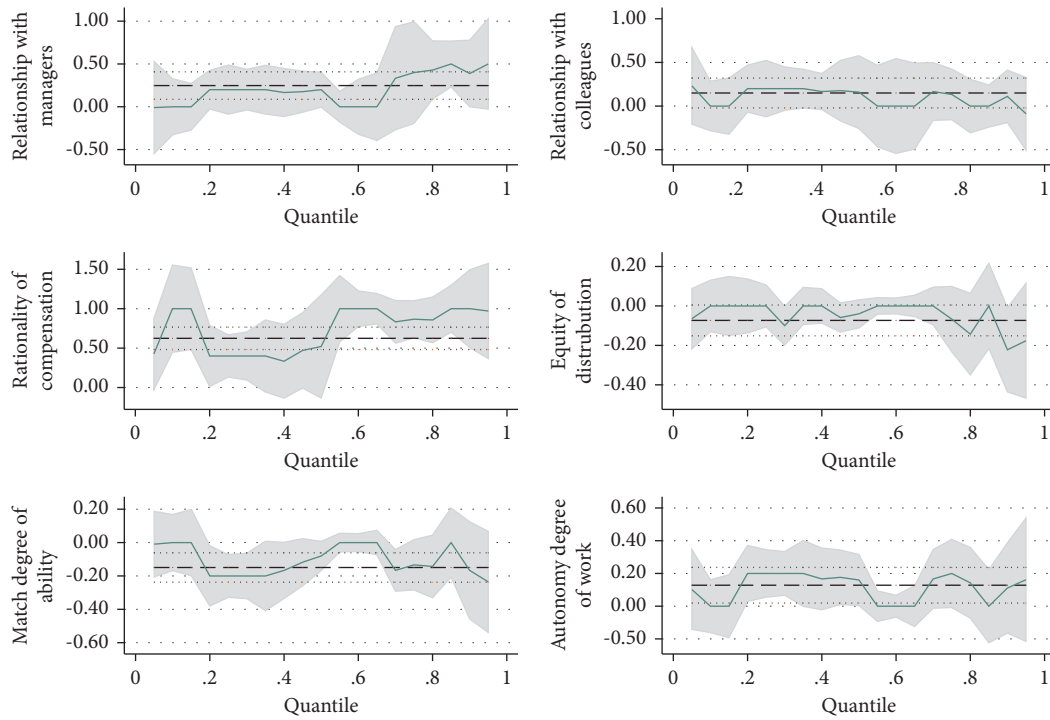 Relationship with
managers
1.00
0.50
0.00
-0.50
0 .2 .4 .6 .8 1
Quantile
Relationship with
colleagues
1.00
0.50
0.00
-0.50
0 .2 .4 .6 .8 1
Quantile
Rationality of
compensation
1.50
1.00
0.50
0.00
0 .2 .4 .6 .8 1
Quantile
Equity of
distrubution
0.20
0.00
-0.20
-0.40
0 .2 .4 .6 .8 1
Quantile
Match degree of
ability
0.20
0.00
-0.20
-0.40
-0.60
0 .2 .4 .6 .8 1
Quantile
Autonomy degree
of work
0.60
0.40
0.20
0.00
-0.50
0 .2 .4 .6 .8 1
Quantile